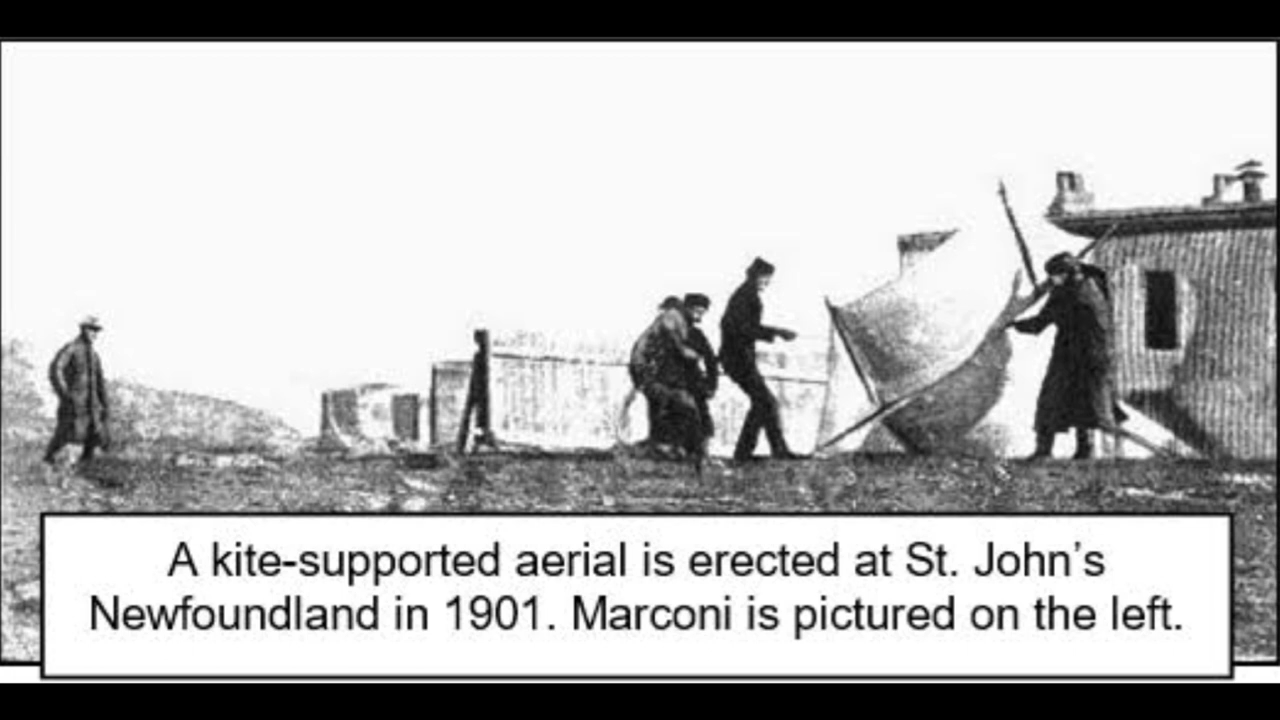 A kite-supported aerial is erected at St. John’s
Newfoundland in 1901. Marconi is pictured on the left.